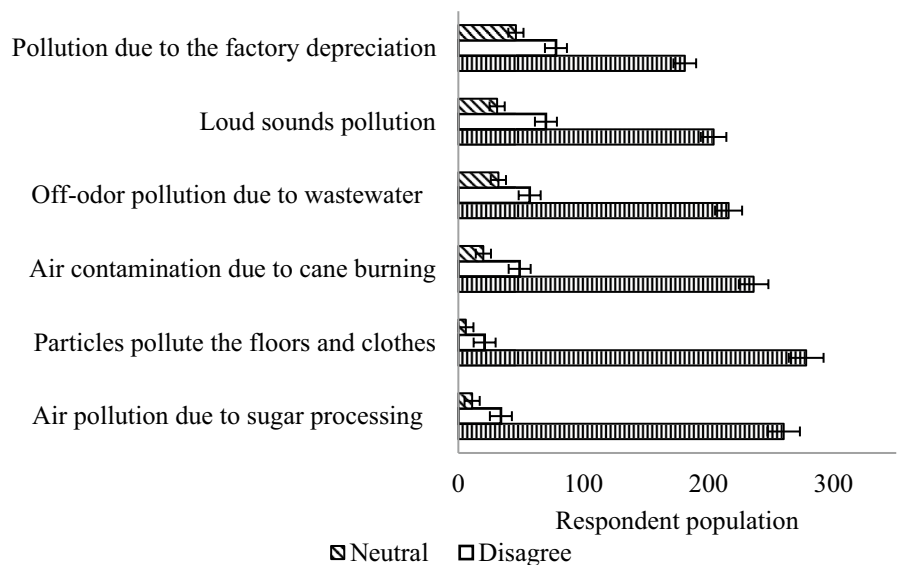 Pollution due to the factory depreciation
Loud sounds pollution
Off-odor pollution due to wastewater
Air contamination due to cane burning
Particles pollute the floors and clothes
Air pollution due to sugar processing
0 100 200 300
Respondent population
Neutral Disagree